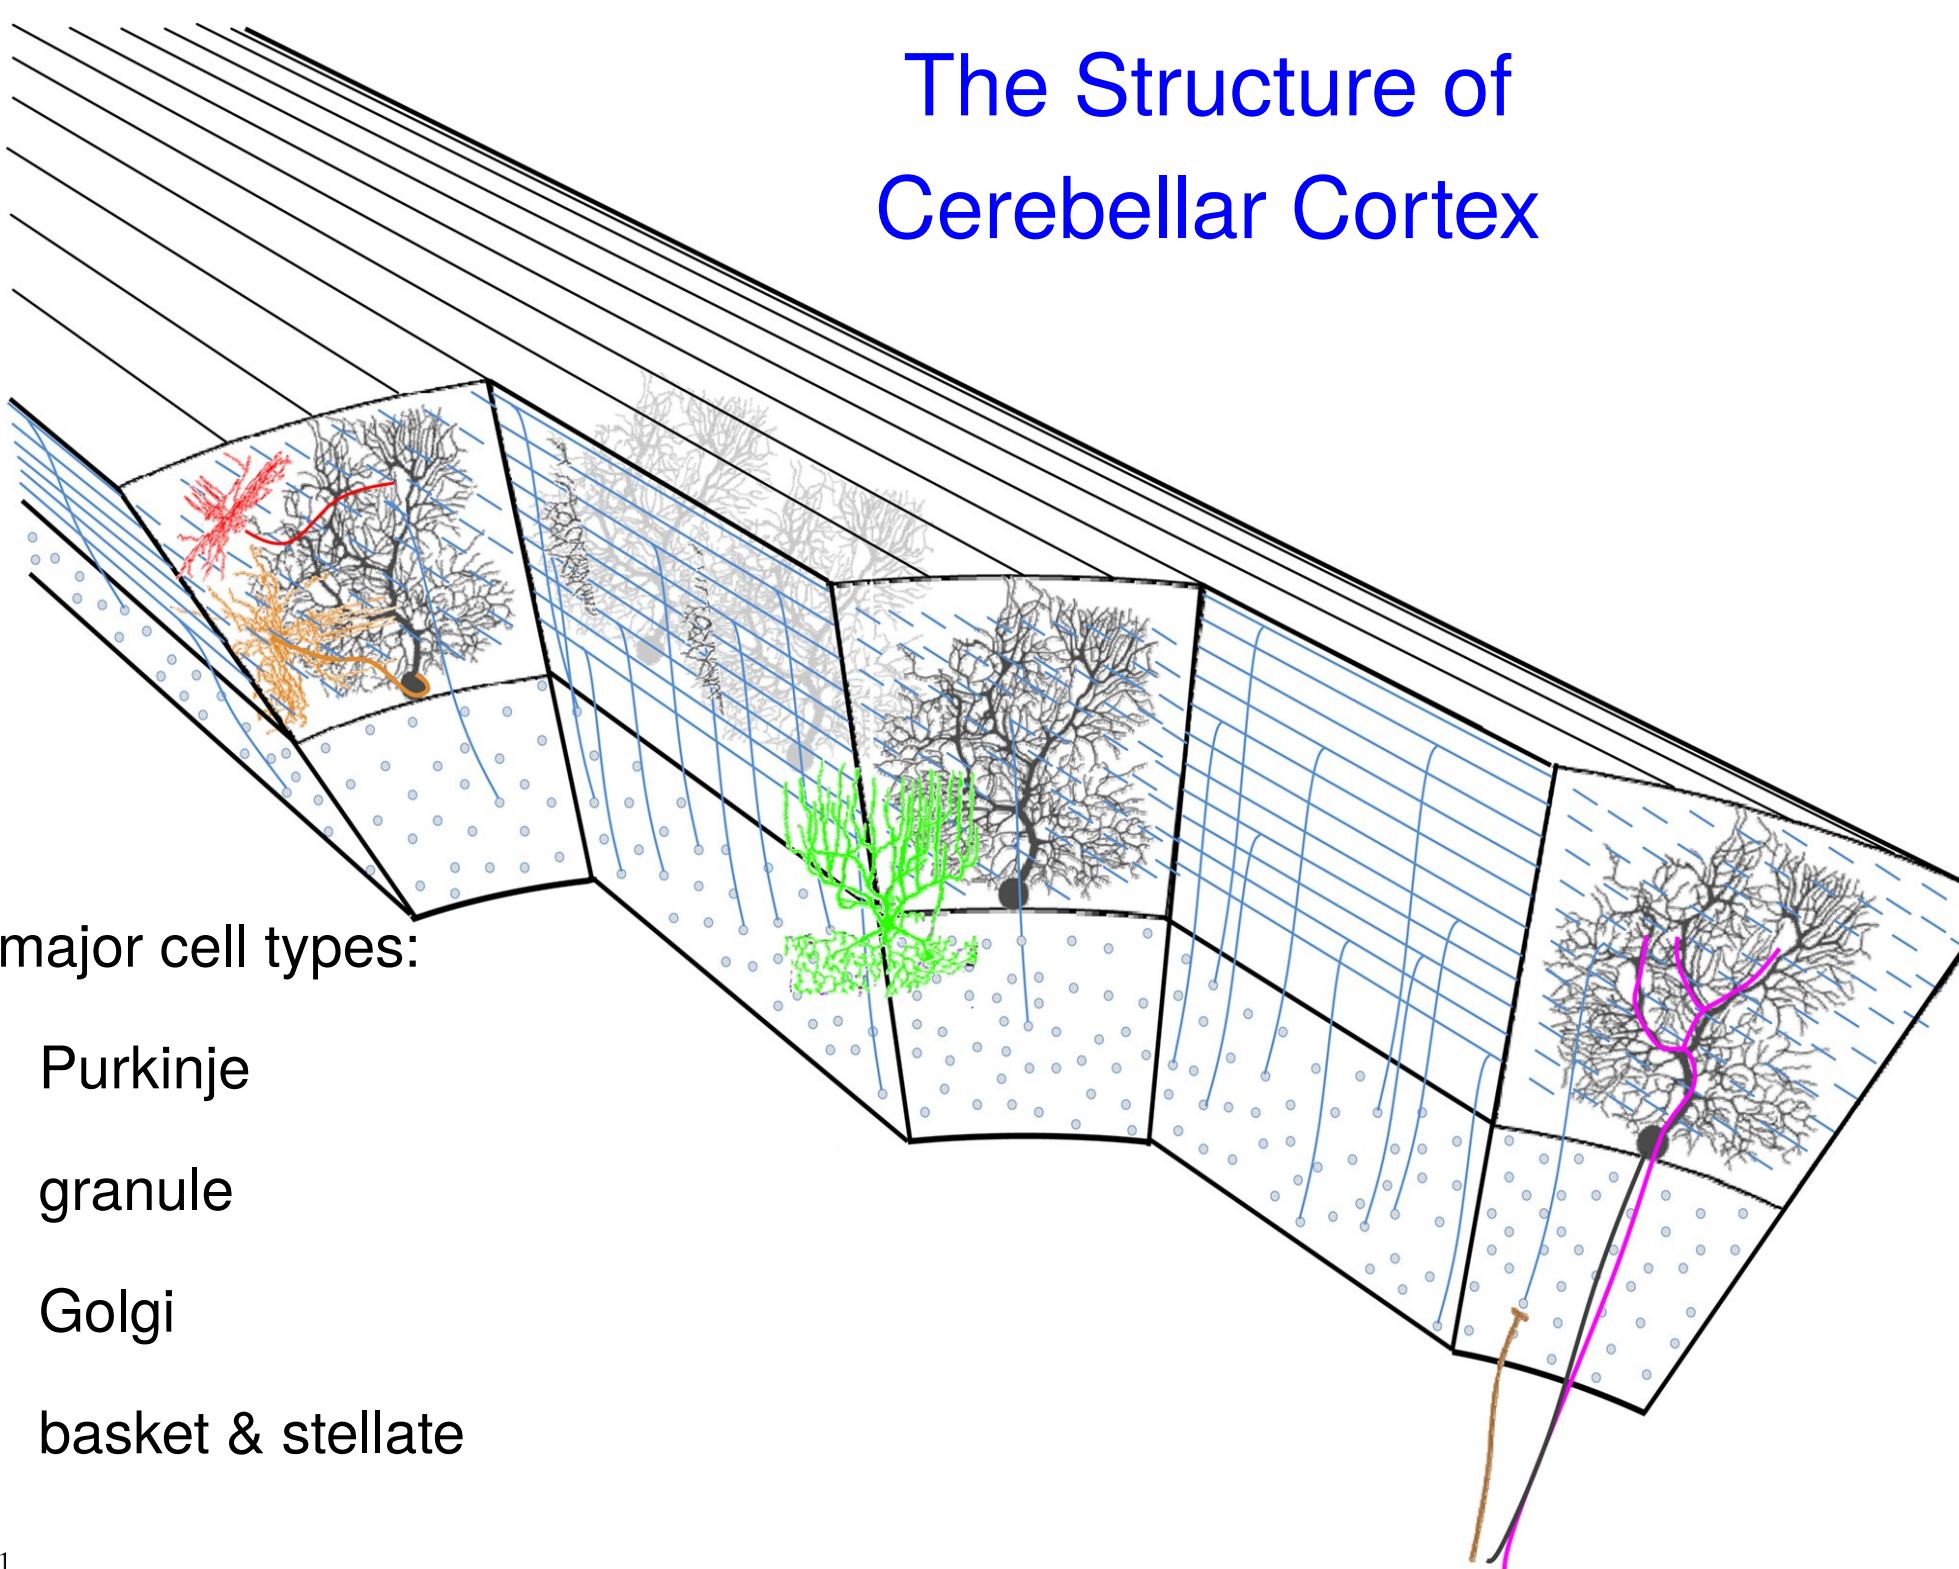 The Structure of
Cerebellar Cortex
major cell types:
Purkinje
granule
Golgi
basket & stellate
1